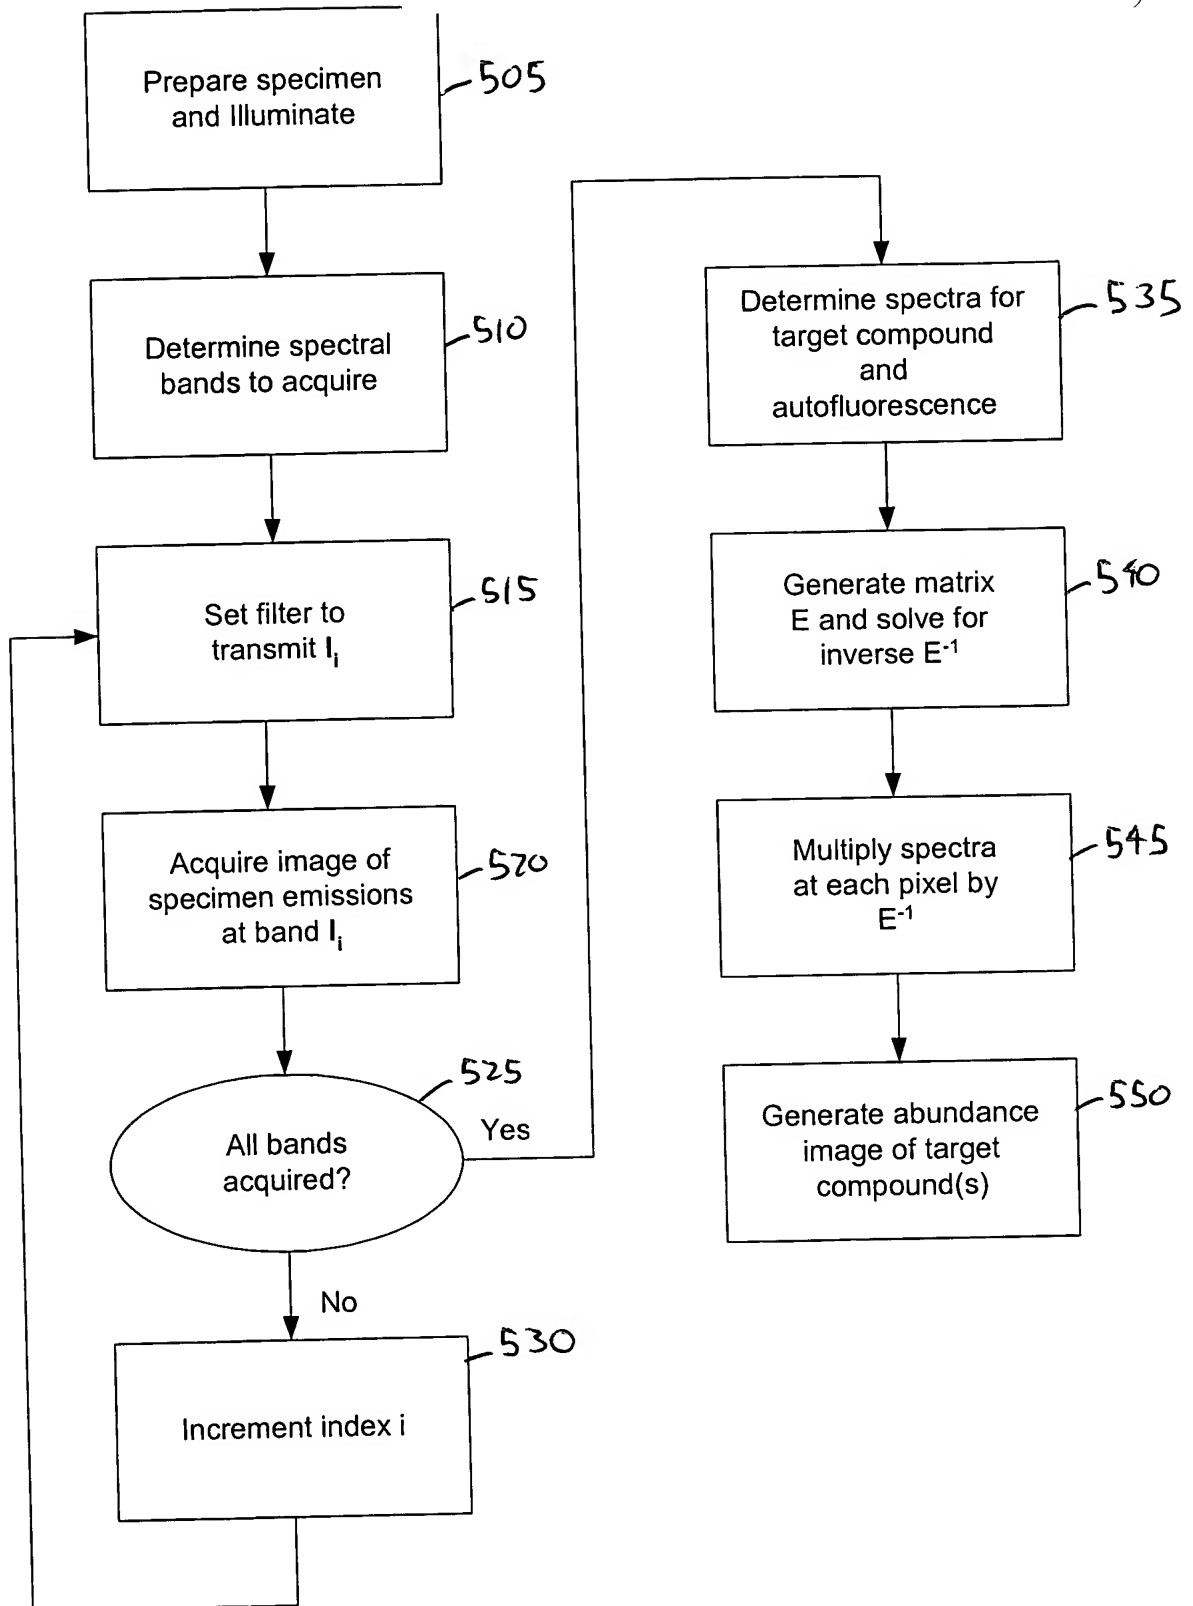 Prepare specimen
and Illuminate
505
Determine spectral
bands to acquire
510
Set filter to
transmit Ii
515
Acquire image of
specimen emissions
at band Ii
520
All bands
acquired?
525
Yes
No
Increment index i
530
Determine spectra for
target compound
and
autofluorescence
535
Generate matrix
E and solve for
inverse E-1
540
Multiply spectra
at each pixel by
E-1
545
Generate abundance
image of target
compound(s)
550